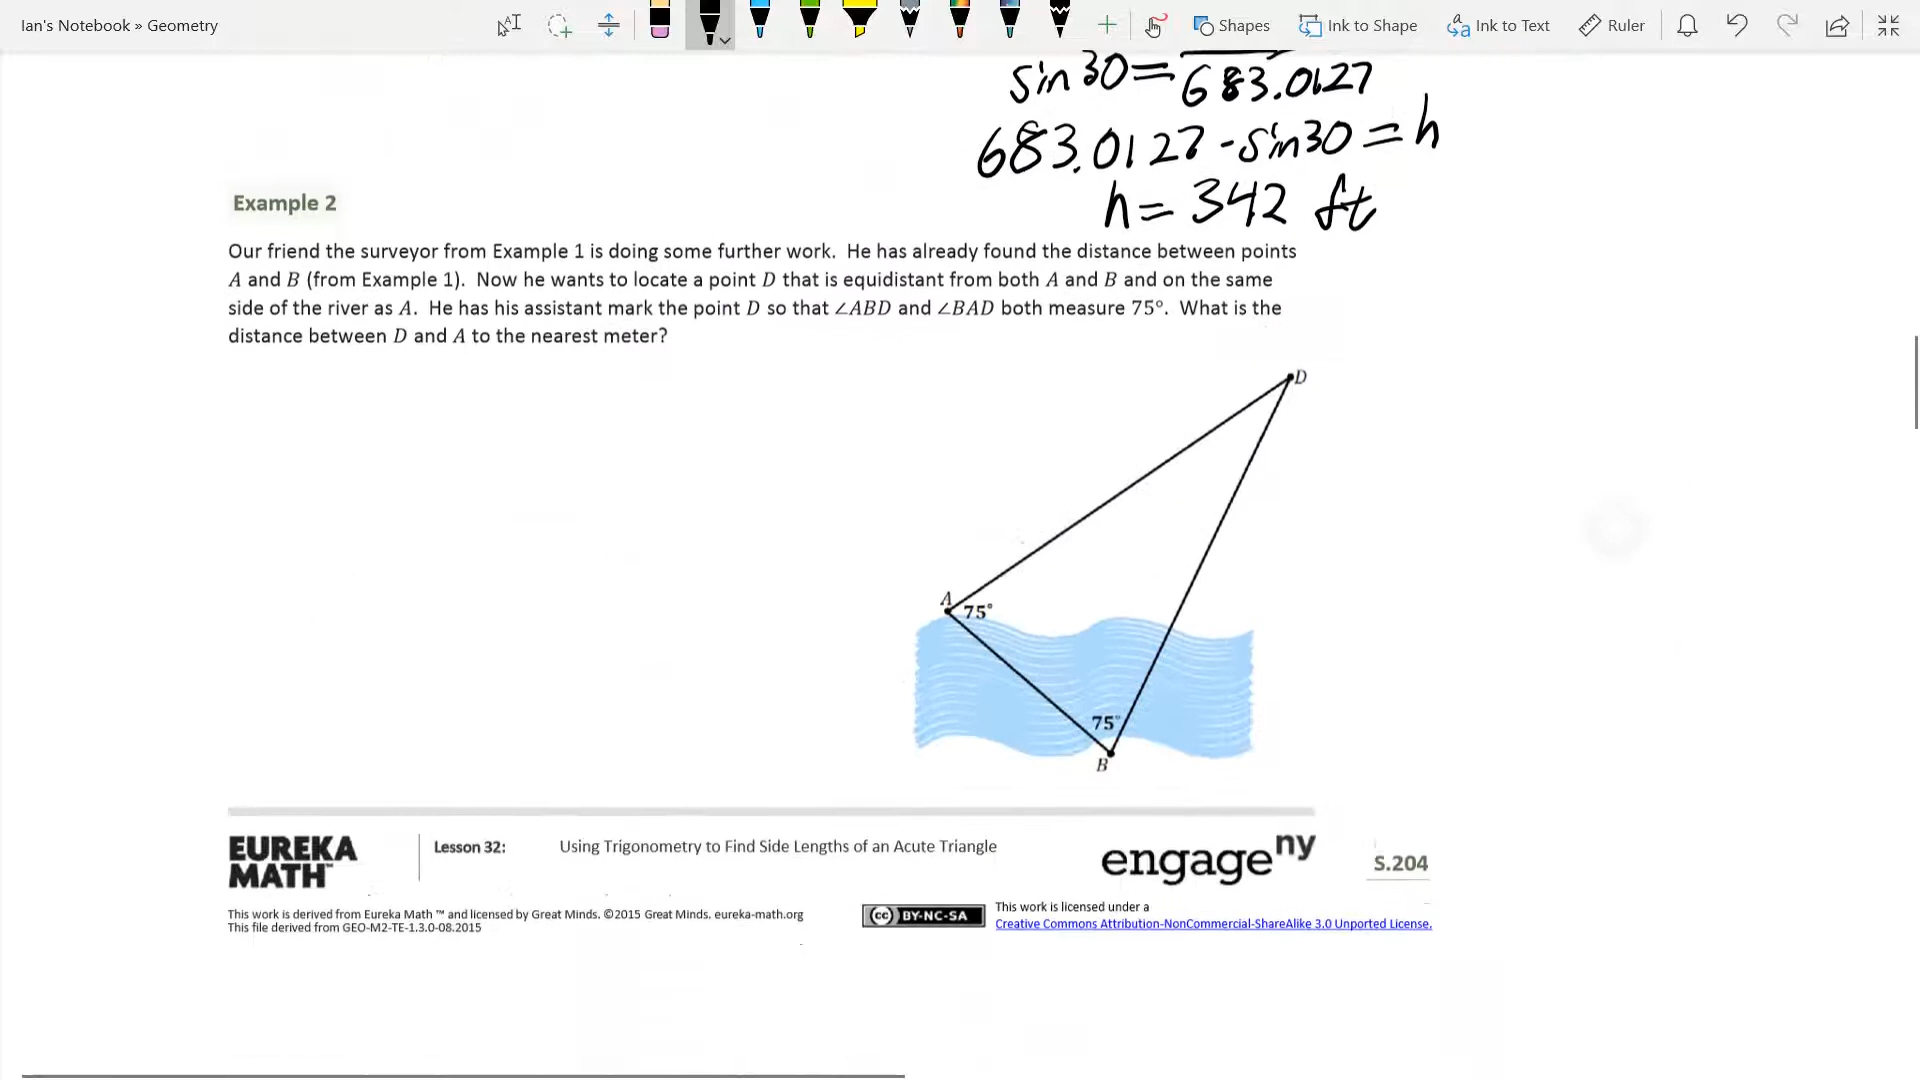 Ian's Notebook » Geometry
Shapes
Ink to Shape
Ink to Text
Ruler
sin30=
683.0127
683.0127·sin30=h
h=342 ft
Example 2
Our friend the surveyor from Example 1 is doing some further work. He has already found the distance between points
A and B (from Example 1). Now he wants to locate a point D that is equidistant from both A and B and on the same
side of the river as A. He has his assistant mark the point D so that ∠ABD and ∠BAD both measure 75°. What is the
distance between D and A to the nearest meter?
D
A
75°
75°
B
EUREKA
MATH™
Lesson 32:
Using Trigonometry to Find Side Lengths of an Acute Triangle
engage ny
S.204
This work is derived from Eureka Math ™ and licensed by Great Minds. ©2015 Great Minds. eureka-math.org
This file derived from GEO-M2-TE-1.3.0-08.2015
cc BY-NC-SA
This work is licensed under a
Creative Commons Attribution-NonCommercial-ShareAlike 3.0 Unported License.